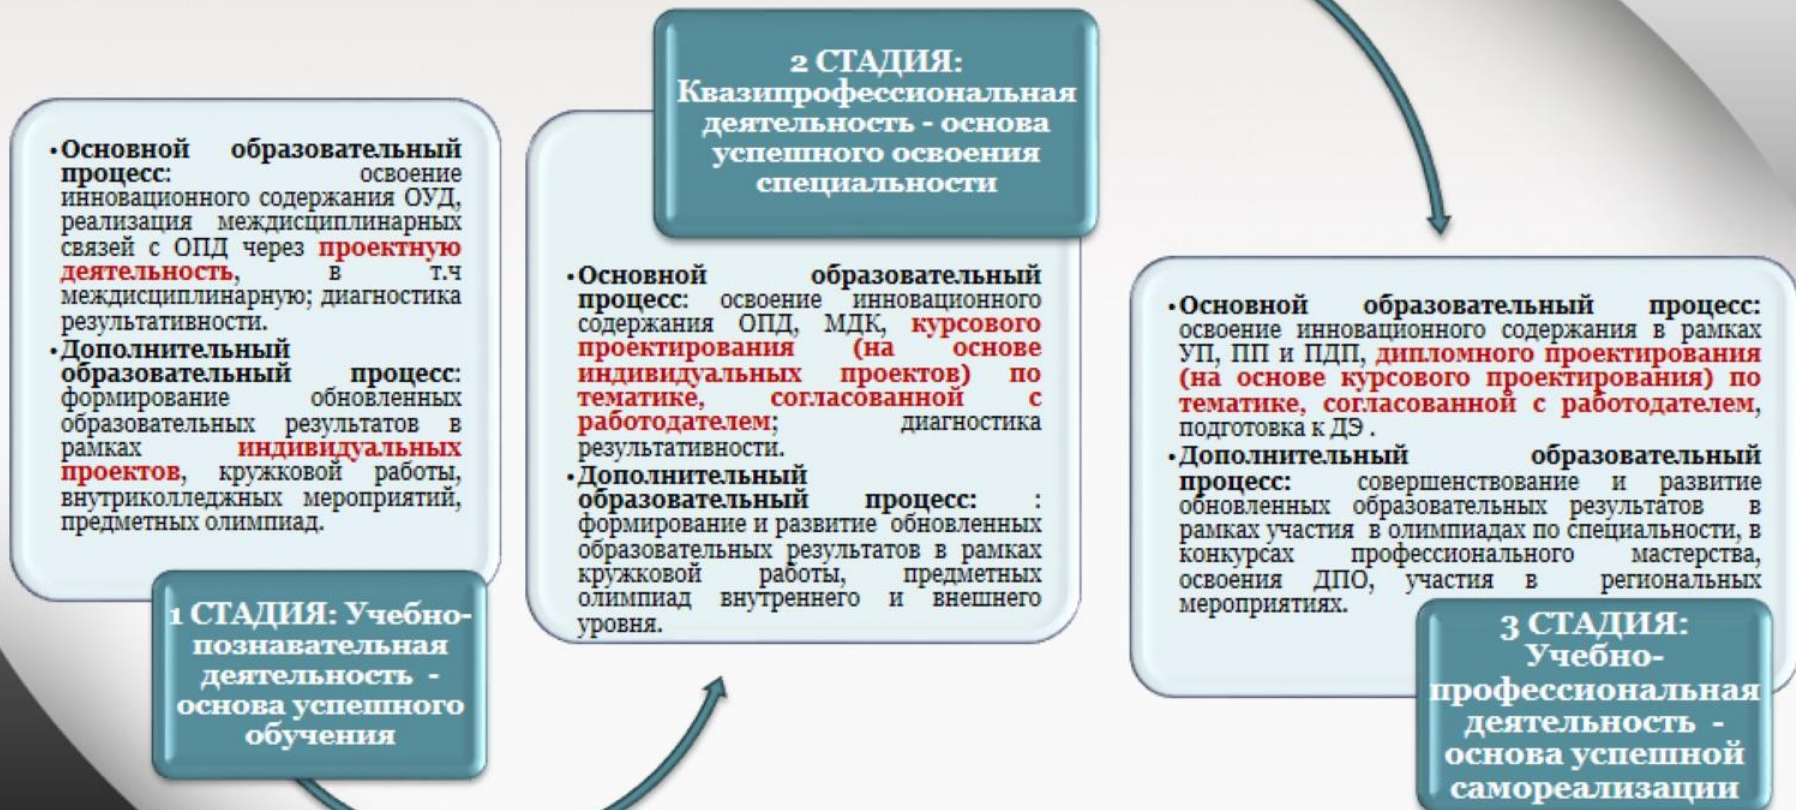 •Основной образовательный
процесс: освоение
инновационного содержания ОУД,
реализация междисциплинарных
связей с ОПД через проектную
деятельность, в т.ч
междисциплинарную; диагностика
результативности.
•Дополнительный
образовательный процесс:
формирование обновленных
образовательных результатов в
рамках индивидуальных
проектов, кружковой работы,
внутриколледжных мероприятий,
предметных олимпиад.
1 СТАДИЯ: Учебно-
познавательная
деятельность -
основа успешного
обучения
2 СТАДИЯ:
Квазипрофессиональная
деятельность - основа
успешного освоения
специальности
•Основной образовательный
процесс: освоение инновационного
содержания ОПД, МДК, курсового
проектирования (на основе
индивидуальных проектов) по
тематике, согласованной с
работодателем; диагностика
результативности.
•Дополнительный
образовательный процесс: :
формирование и развитие обновленных
образовательных результатов в рамках
кружковой работы, предметных
олимпиад внутреннего и внешнего
уровня.
•Основной образовательный процесс:
освоение инновационного содержания в рамках
УП, ПП и ПДП, дипломного проектирования
(на основе курсового проектирования) по
тематике, согласованной с работодателем,
подготовка к ДЭ .
•Дополнительный образовательный
процесс: совершенствование и развитие
обновленных образовательных результатов в
рамках участия в олимпиадах по специальности, в
конкурсах профессионального мастерства,
освоения ДПО, участия в региональных
мероприятиях.
3 СТАДИЯ:
Учебно-
профессиональная
деятельность -
основа успешной
самореализации